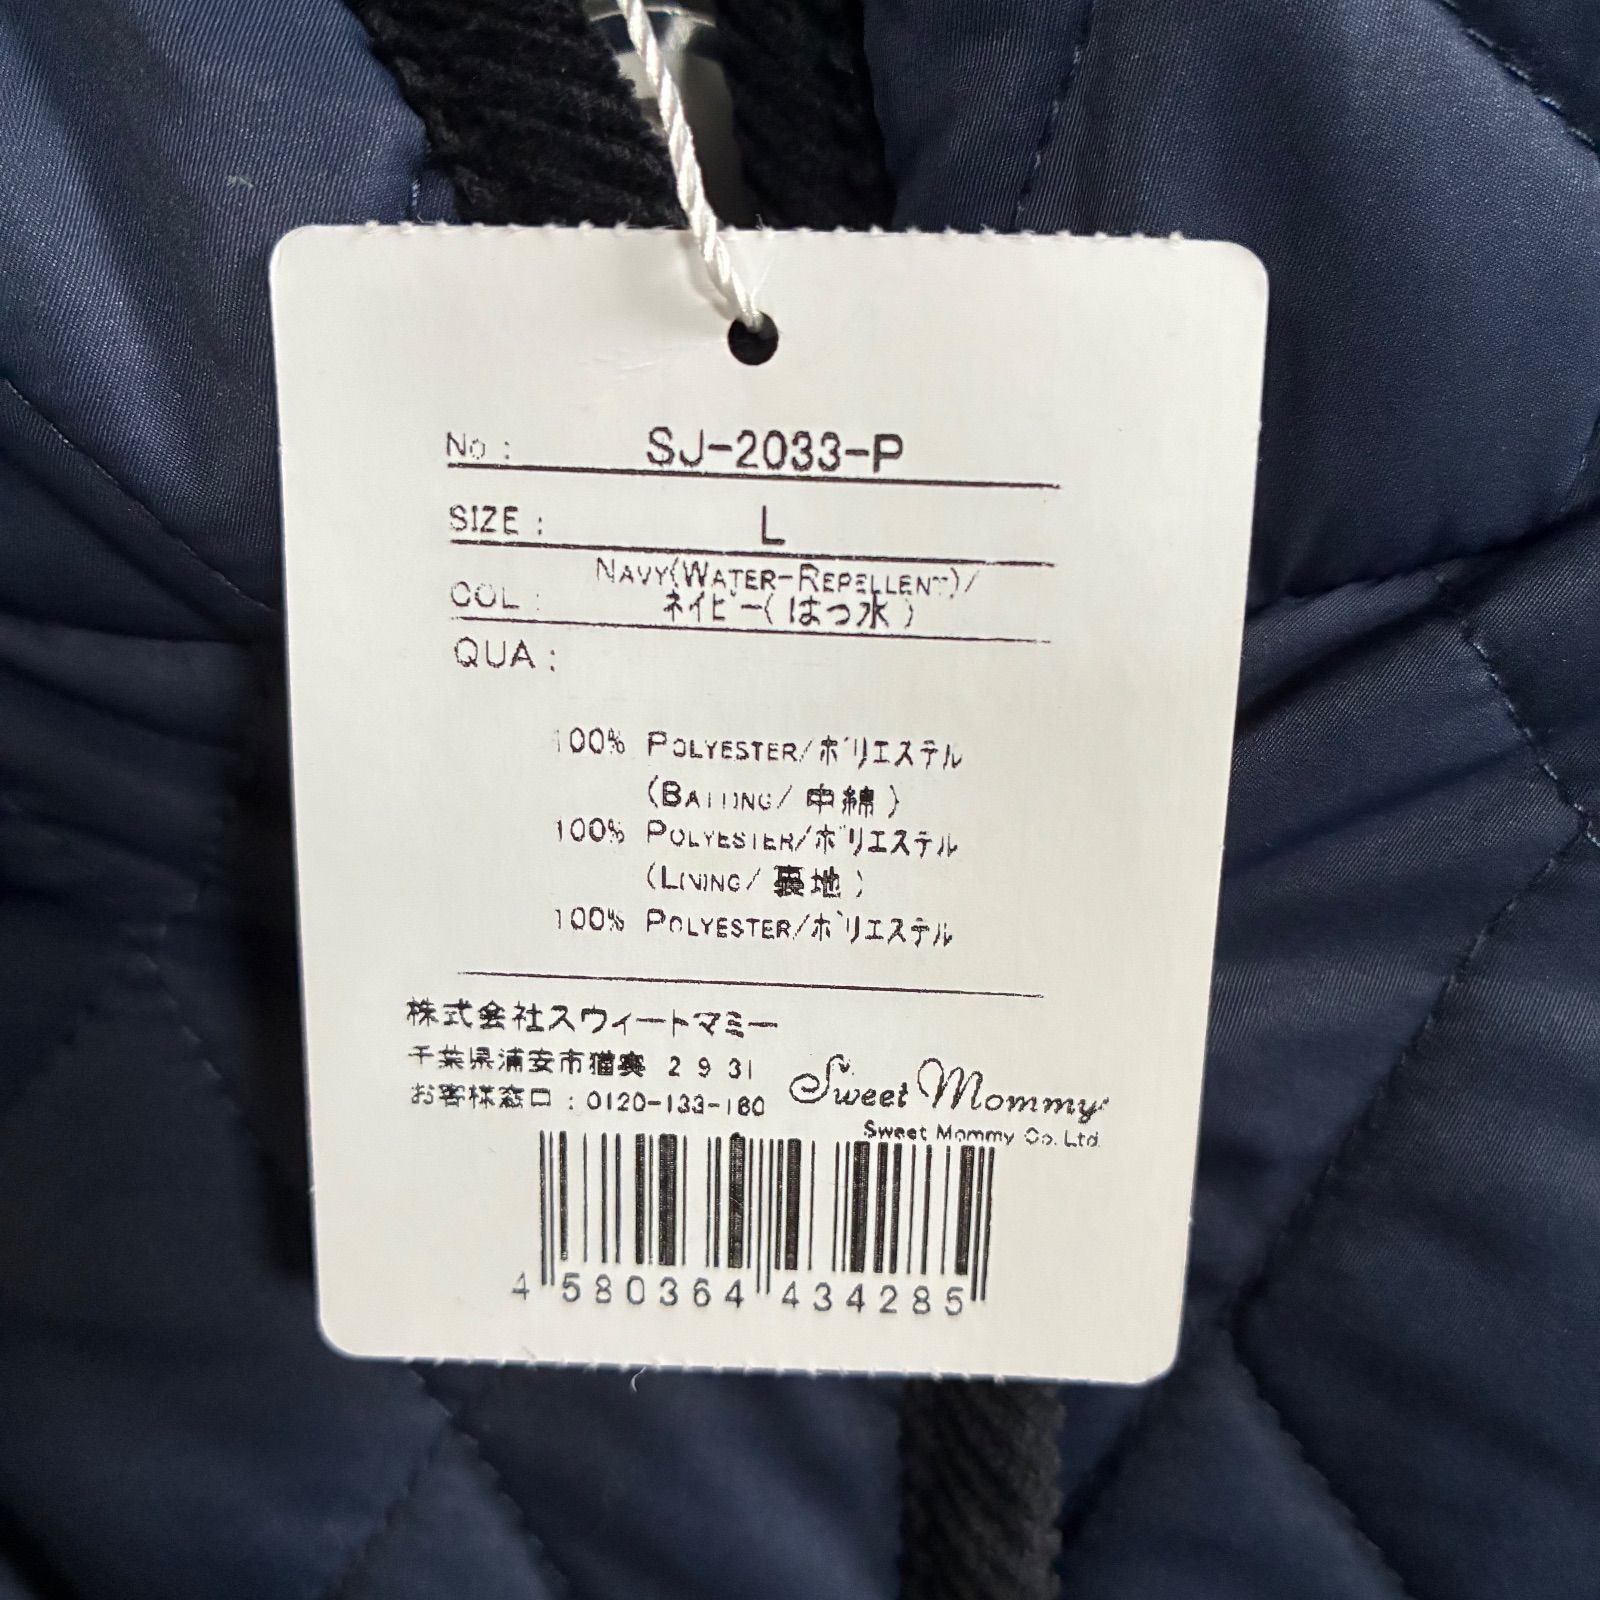 No : SJ-2033-P
SIZE : L
COL : NAVY(WATER-REPELLENT)/
ネイビー(はっ水)
QUA :
100% POLYESTER/ポリエステル
(BATTING/中綿)
100% POLYESTER/ポリエステル
(LINING/裏地)
100% POLYESTER/ポリエステル
株式会社スウィートマミー
千葉県浦安市猫実 2 9 31
お客様窓口 : 0120-133-160
Sweet Mommy
Sweet Mommy Co. Ltd.
4 580364 434285